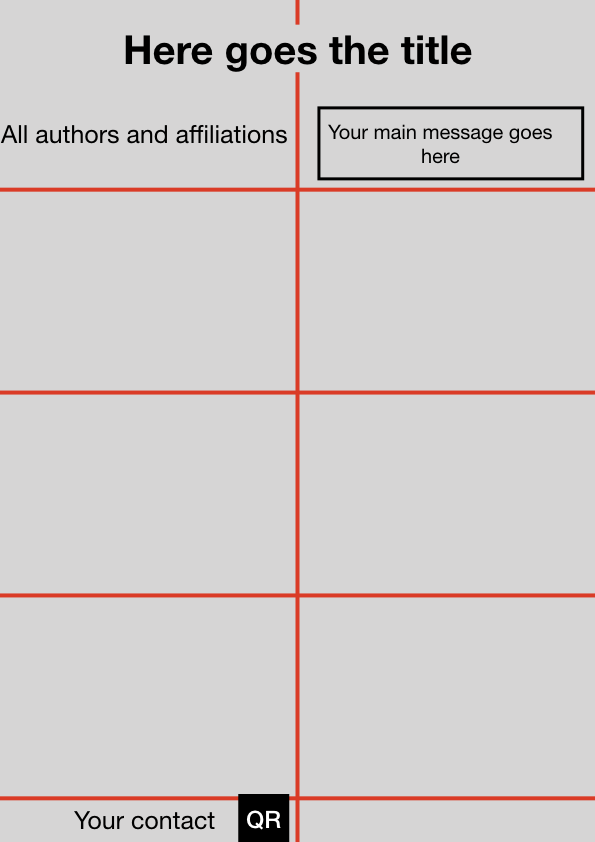 Here goes the title
All authors and affiliations
Your main message goes
here
Your contact
QR